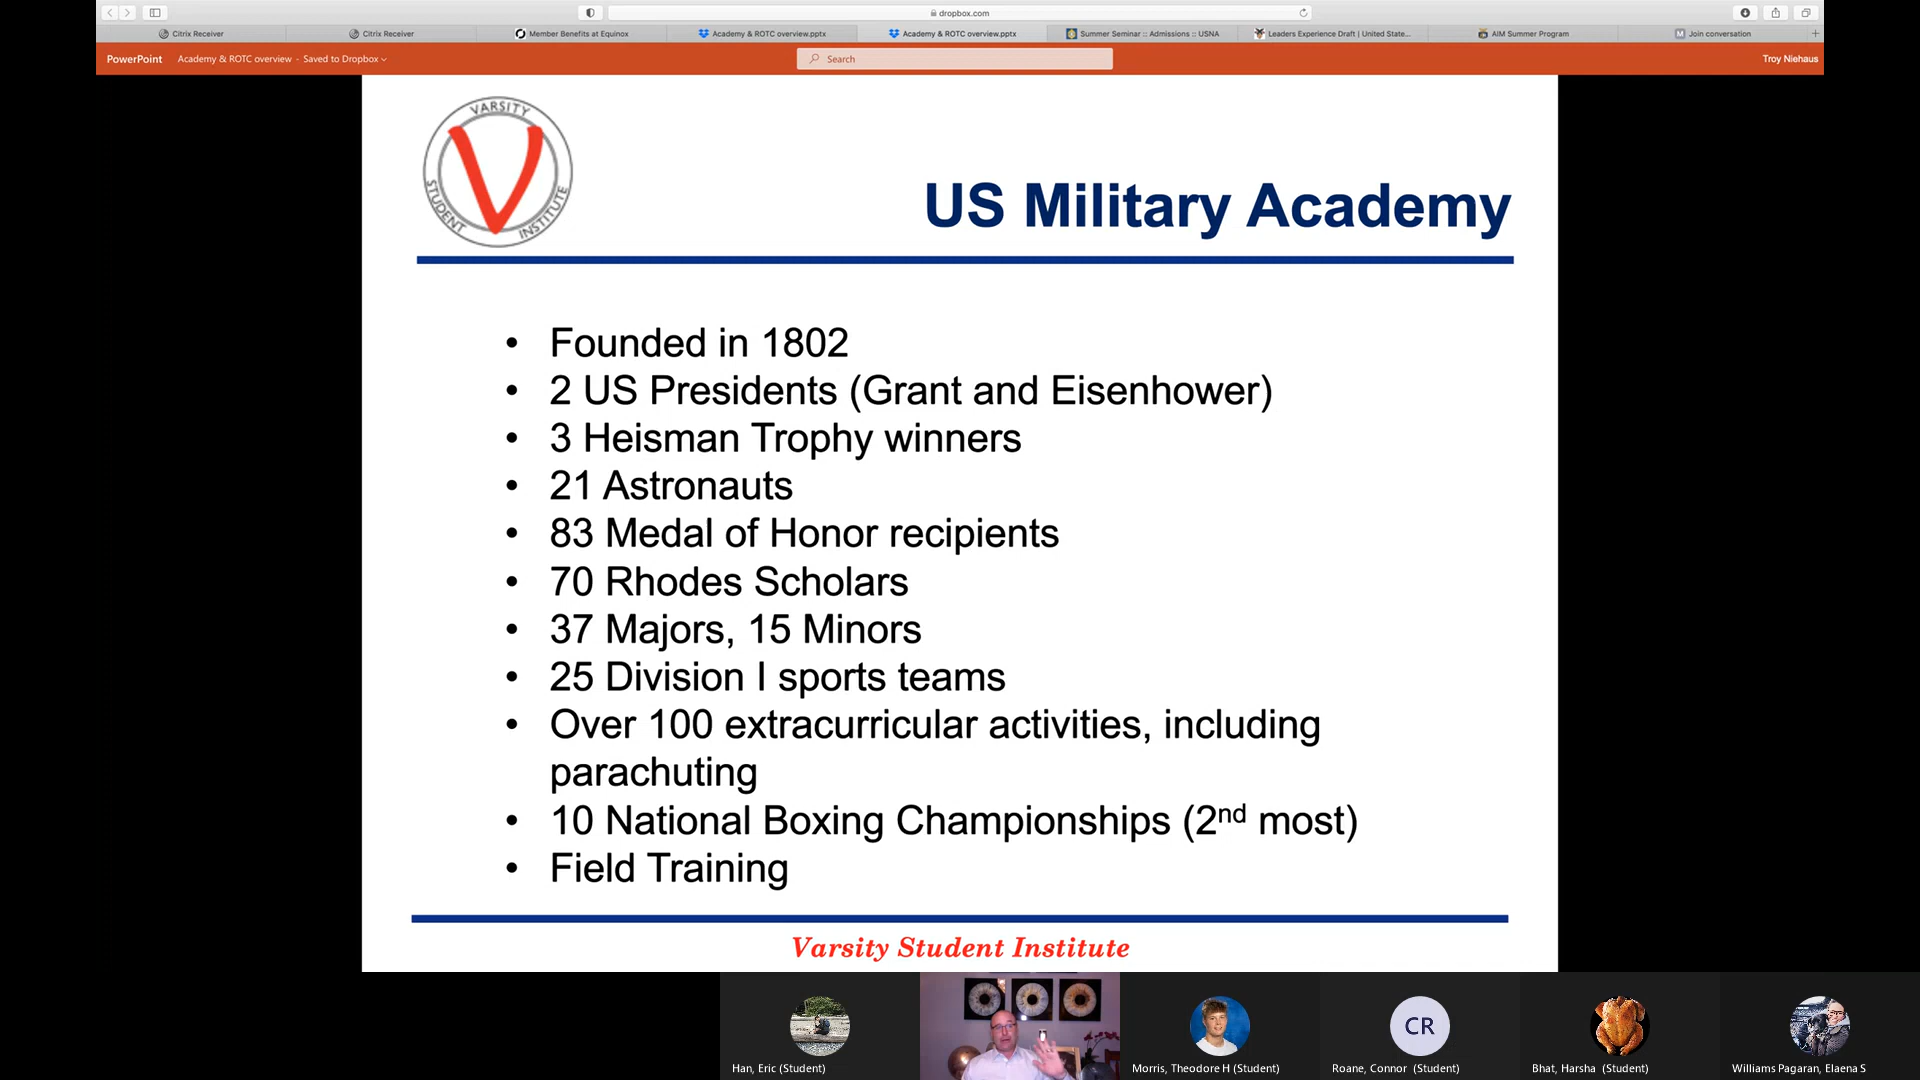 dropbox.com
Citrix Receiver
Citrix Receiver
Member Benefits at Equinox
Academy & ROTC overview.pptx
Academy & ROTC overview.pptx
Summer Seminar :: Admissions :: USNA
Leaders Experience Draft | United State...
AIM Summer Program
M Join conversation
PowerPoint Academy & ROTC overview - Saved to Dropbox
Search
Troy Niehaus
VARSITY
STUDENT INSTITUTE
V
US Military Academy
• Founded in 1802
• 2 US Presidents (Grant and Eisenhower)
• 3 Heisman Trophy winners
• 21 Astronauts
• 83 Medal of Honor recipients
• 70 Rhodes Scholars
• 37 Majors, 15 Minors
• 25 Division I sports teams
• Over 100 extracurricular activities, including
parachuting
• 10 National Boxing Championships (2nd most)
• Field Training
Varsity Student Institute
CR
Han, Eric (Student)
Morris, Theodore H (Student)
Roane, Connor (Student)
Bhat, Harsha (Student)
Williams Pagaran, Elaena S